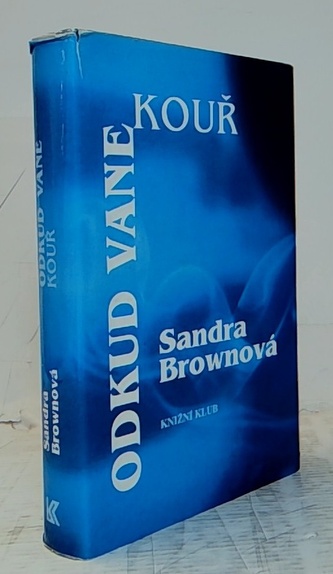 ODKUD VANE
KOUŘ
Sandra
Brownová
KNIŽNÍ KLUB
ODKUD VANE
KOUŘ
Sandra
Brownová